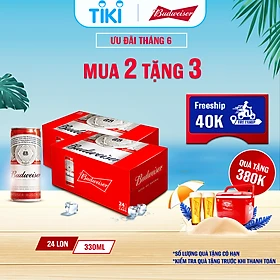 TIKI
Budweiser
ƯU ĐÃI THÁNG 6
MUA 2 TẶNG 3
Freeship
40K
QUÀ TẶNG
380K
Budweiser
Budweiser
Budweiser
24
24 LON
330ML
*SỐ LƯỢNG QUÀ TẶNG CÓ HẠN
*KIỂM TRA QUÀ TẶNG TRƯỚC KHI THANH TOÁN